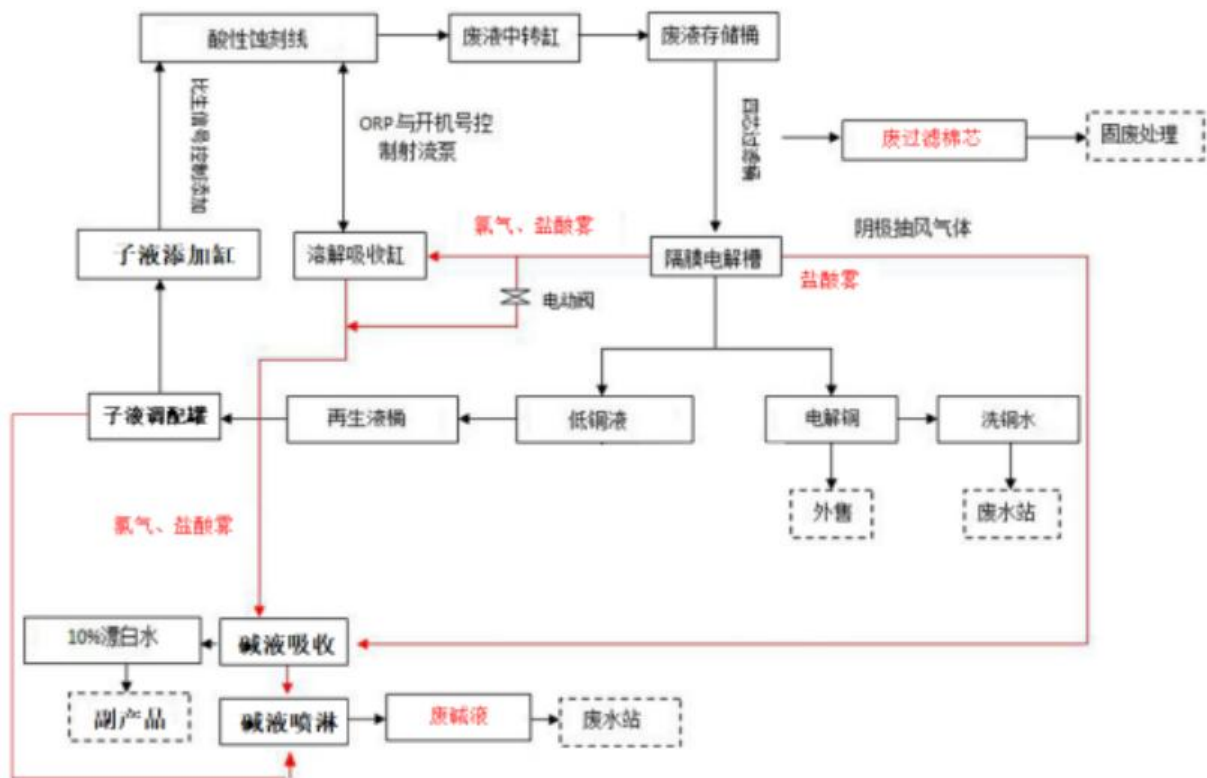 酸性蚀刻线
废液中转缸
废液存储桶
比生信号控制添加
ORP与开机号控
制射流泵
废过滤棉芯
固废处理
子液添加缸
溶解吸收缸
氯气、盐酸雾
隔膜电解槽
阴极抽风气体
盐酸雾
电动阀
子液调配罐
再生液桶
低铜液
电解铜
洗铜水
外售
废水站
氯气、盐酸雾
10%漂白水
碱液吸收
副产品
碱液喷淋
废碱液
废水站